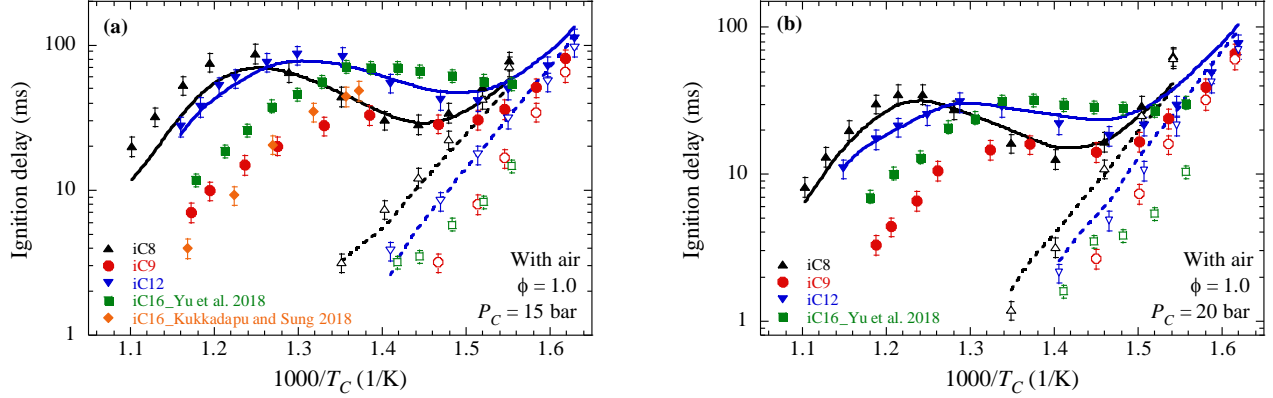 (a)
Ignition delay (ms)
100
10
1
iC8
iC9
iC12
iC16_Yu et al. 2018
iC16_Kukkadapu and Sung 2018
With air
ϕ = 1.0
P_C = 15 bar
1.1 1.2 1.3 1.4 1.5 1.6
1000/T_C (1/K)
(b)
Ignition delay (ms)
100
10
1
iC8
iC9
iC12
iC16_Yu et al. 2018
With air
ϕ = 1.0
P_C = 20 bar
1.1 1.2 1.3 1.4 1.5 1.6
1000/T_C (1/K)